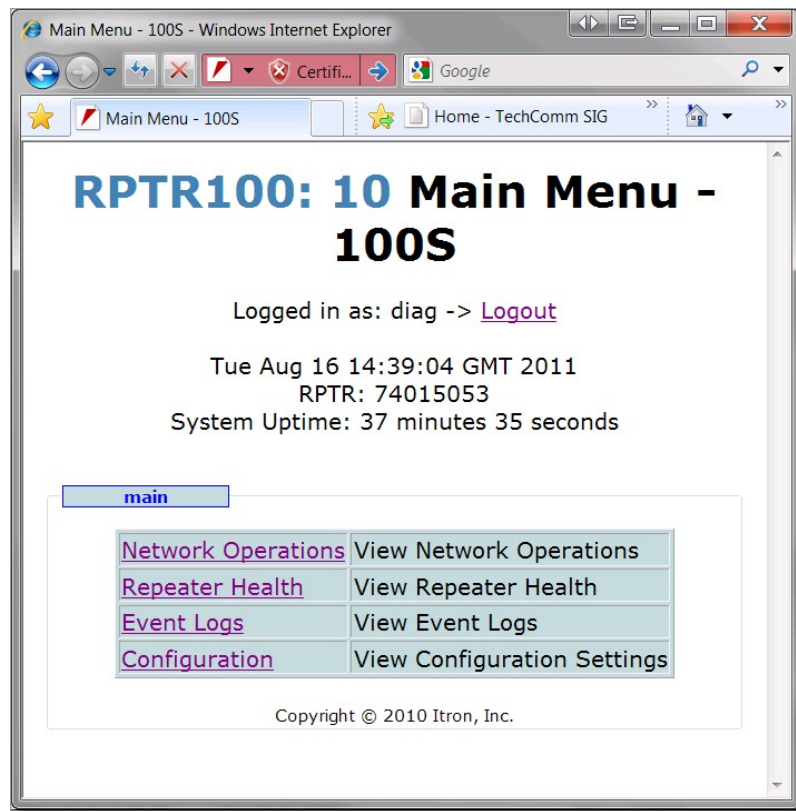 Main Menu - 100S - Windows Internet Explorer
Certifi...
Google
Main Menu - 100S
Home - TechComm SIG
RPTR100: 10 Main Menu -
100S
Logged in as: diag -> Logout
Tue Aug 16 14:39:04 GMT 2011
RPTR: 74015053
System Uptime: 37 minutes 35 seconds
main
Network Operations View Network Operations
Repeater Health View Repeater Health
Event Logs View Event Logs
Configuration View Configuration Settings
Copyright © 2010 Itron, Inc.